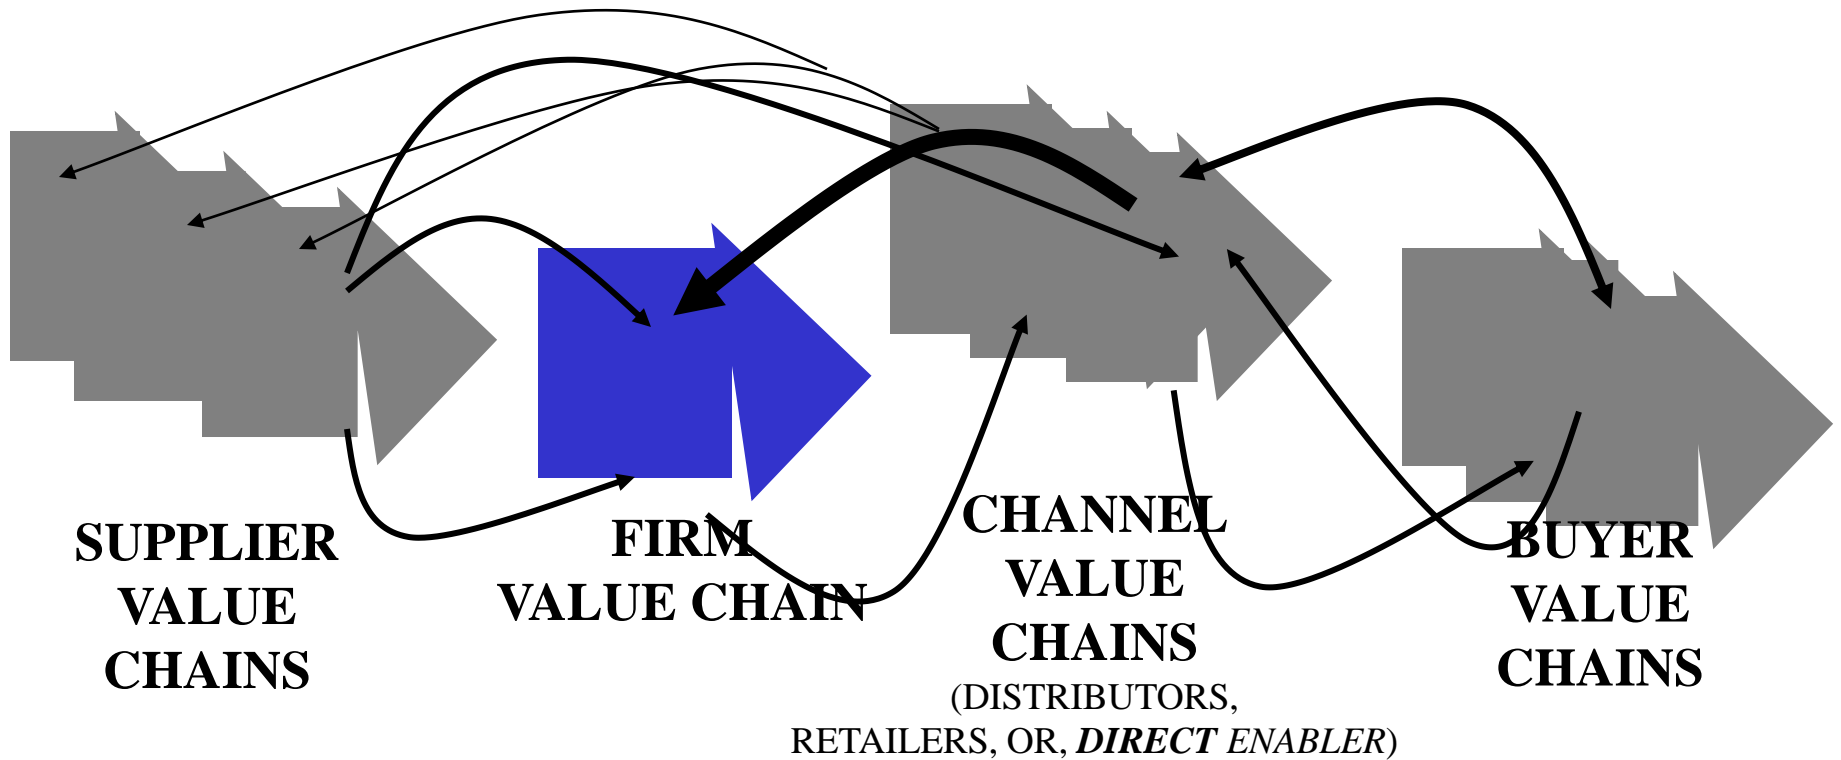 SUPPLIER
VALUE
CHAINS
FIRM
VALUE CHAIN
CHANNEL
VALUE
CHAINS
(DISTRIBUTORS,
RETAILERS, OR, DIRECT ENABLER)
BUYER
VALUE
CHAINS